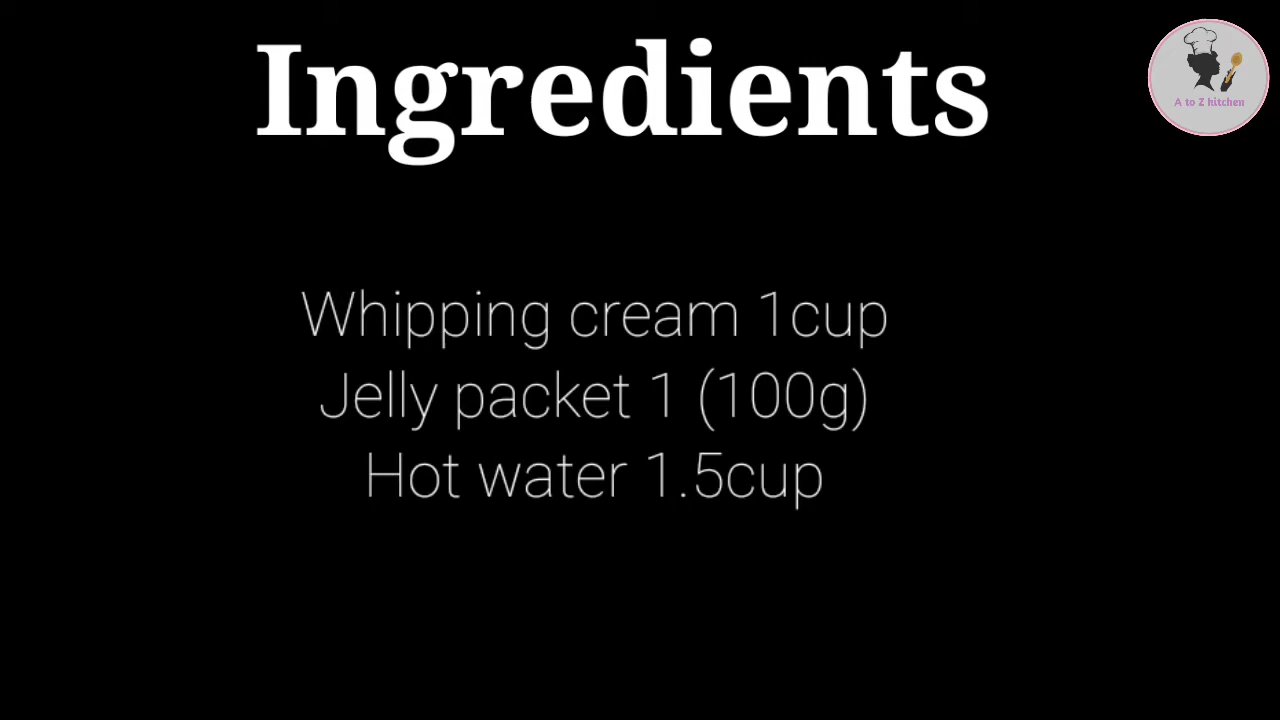 Ingredients
A to Z kitchen
Whipping cream 1cup
Jelly packet 1 (100g)
Hot water 1.5cup